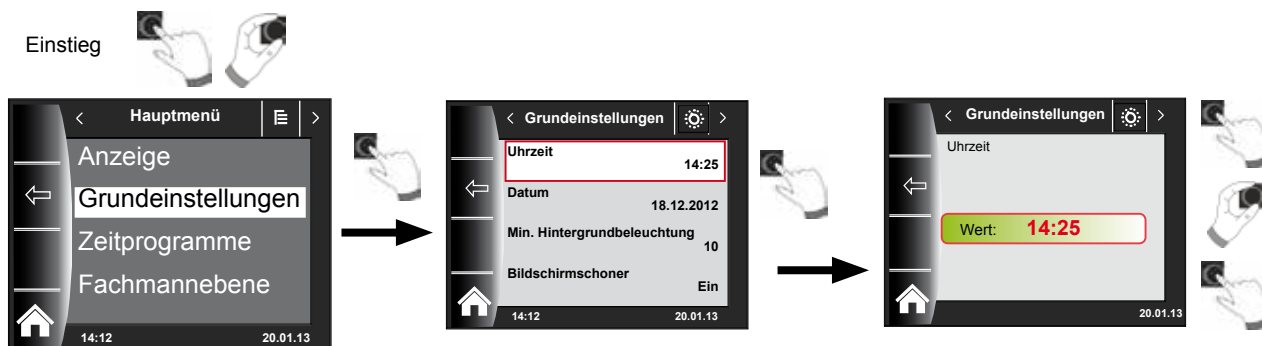 Einstieg
< Hauptmenü >
Anzeige
Grundeinstellungen
Zeitprogramme
Fachmannebene
14:12 20.01.13
< Grundeinstellungen >
Uhrzeit
14:25
Datum
18.12.2012
Min. Hintergrundbeleuchtung
10
Bildschirmschoner
Ein
14:12 20.01.13
< Grundeinstellungen >
Uhrzeit
Wert: 14:25
20.01.13